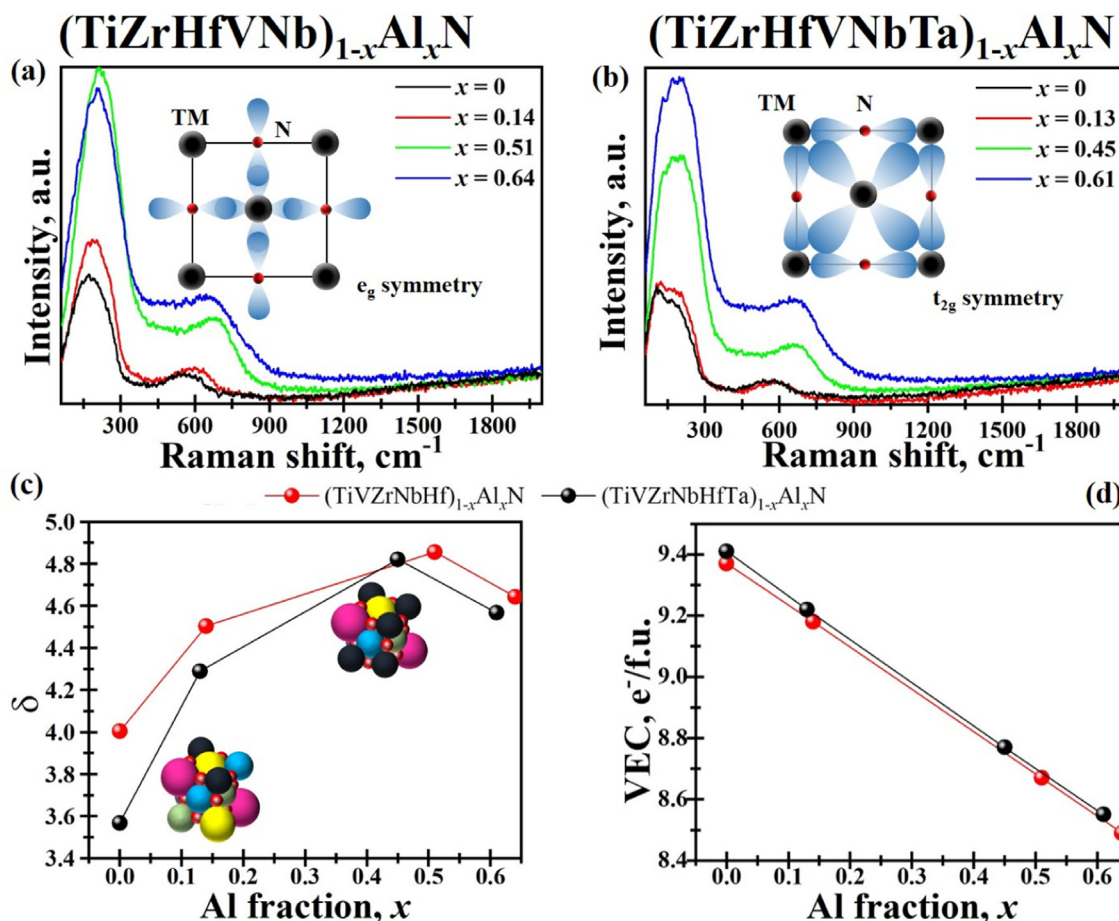 (TiZrHfVNb)₁₋ₓAlₓN
(TiZrHfVNbTa)₁₋ₓAlₓN
(a)
TM
N
x = 0
x = 0.14
x = 0.51
x = 0.64
e_g symmetry
Intensity, a.u.
300 600 900 1200 1500 1800
Raman shift, cm⁻¹
(b)
TM
N
x = 0
x = 0.13
x = 0.45
x = 0.61
t₂g symmetry
Intensity, a.u.
300 600 900 1200 1500 1800
Raman shift, cm⁻¹
(c)
(TiVZrNbHf)₁₋ₓAlₓN
(TiVZrNbHfTa)₁₋ₓAlₓN
(d)
5.0
4.8
4.6
4.4
4.2
4.0
3.8
3.6
3.4
δ
0.0 0.1 0.2 0.3 0.4 0.5 0.6
Al fraction, x
9.4
9.2
9.0
8.8
8.6
8.4
VEC, e⁻/f.u.
0.0 0.1 0.2 0.3 0.4 0.5 0.6
Al fraction, x